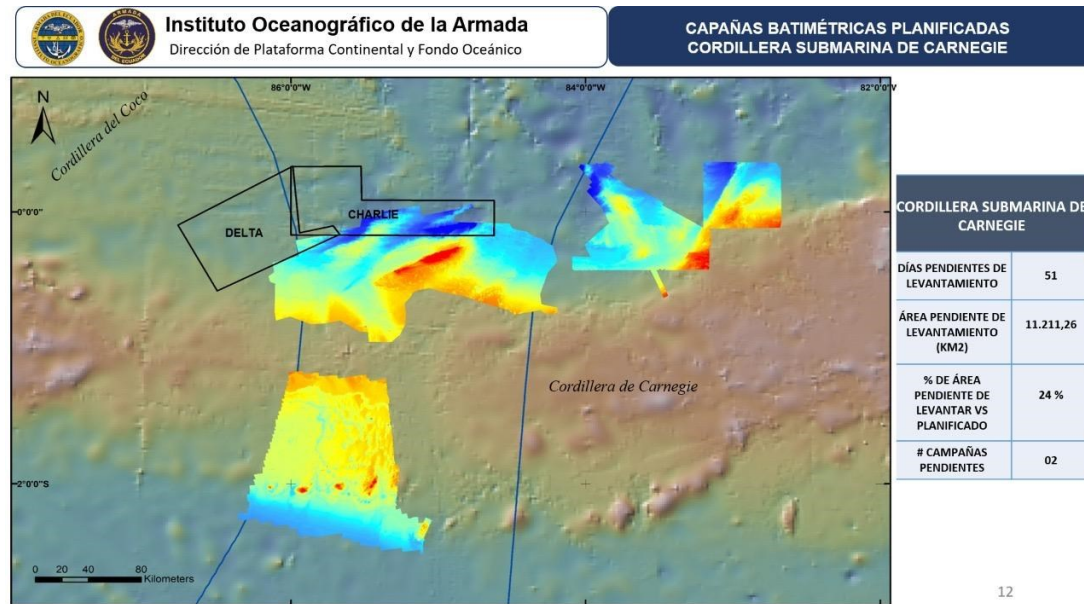 Instituto Oceanográfico de la Armada
Dirección de Plataforma Continental y Fondo Oceánico
CAPAÑAS BATIMÉTRICAS PLANIFICADAS
CORDILLERA SUBMARINA DE CARNEGIE
86°0'0"W
84°0'0"W
82°0'0"W
N
Cordillera del Coco
0°0'0"
CHARLIE
DELTA
Cordillera de Carnegie
2°0'0"S
0 20 40 80
Kilometers
CORDILLERA SUBMARINA DE
CARNEGIE
DÍAS PENDIENTES DE
LEVANTAMIENTO
51
ÁREA PENDIENTE DE
LEVANTAMIENTO
(KM2)
11.211,26
% DE ÁREA
PENDIENTE DE
LEVANTAR VS
PLANIFICADO
24 %
# CAMPAÑAS
PENDIENTES
02
12